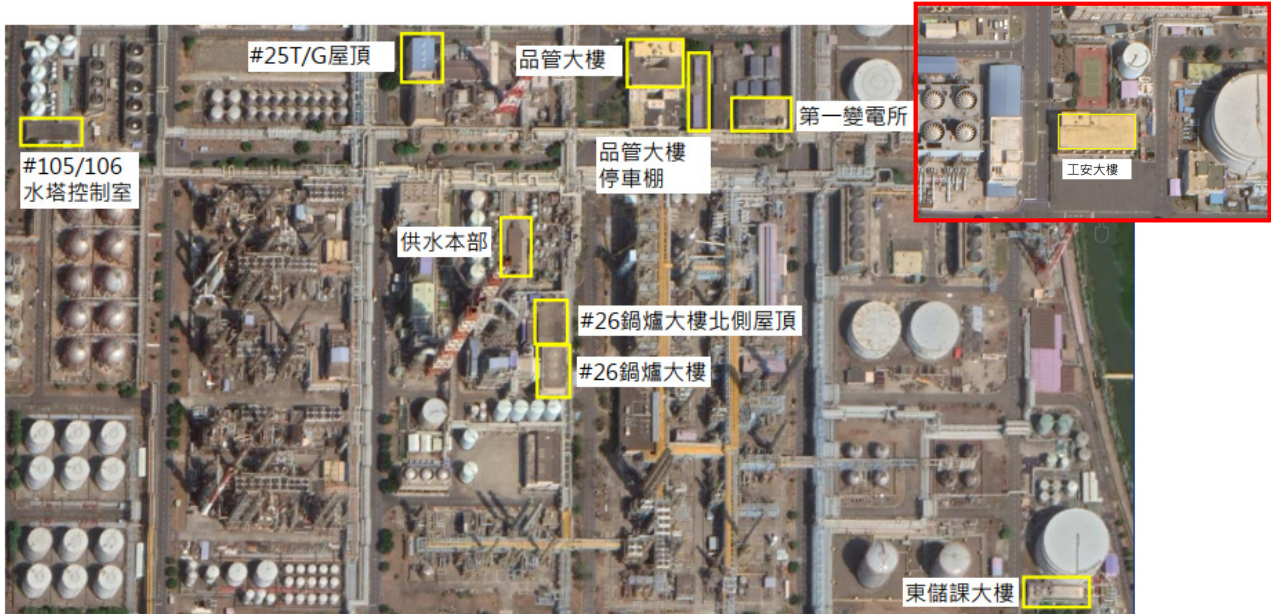 #25T/G屋頂
品管大樓
第一變電所
工安大樓
#105/106
水塔控制室
品管大樓
停車棚
供水本部
#26鍋爐大樓北側屋頂
#26鍋爐大樓
東儲課大樓